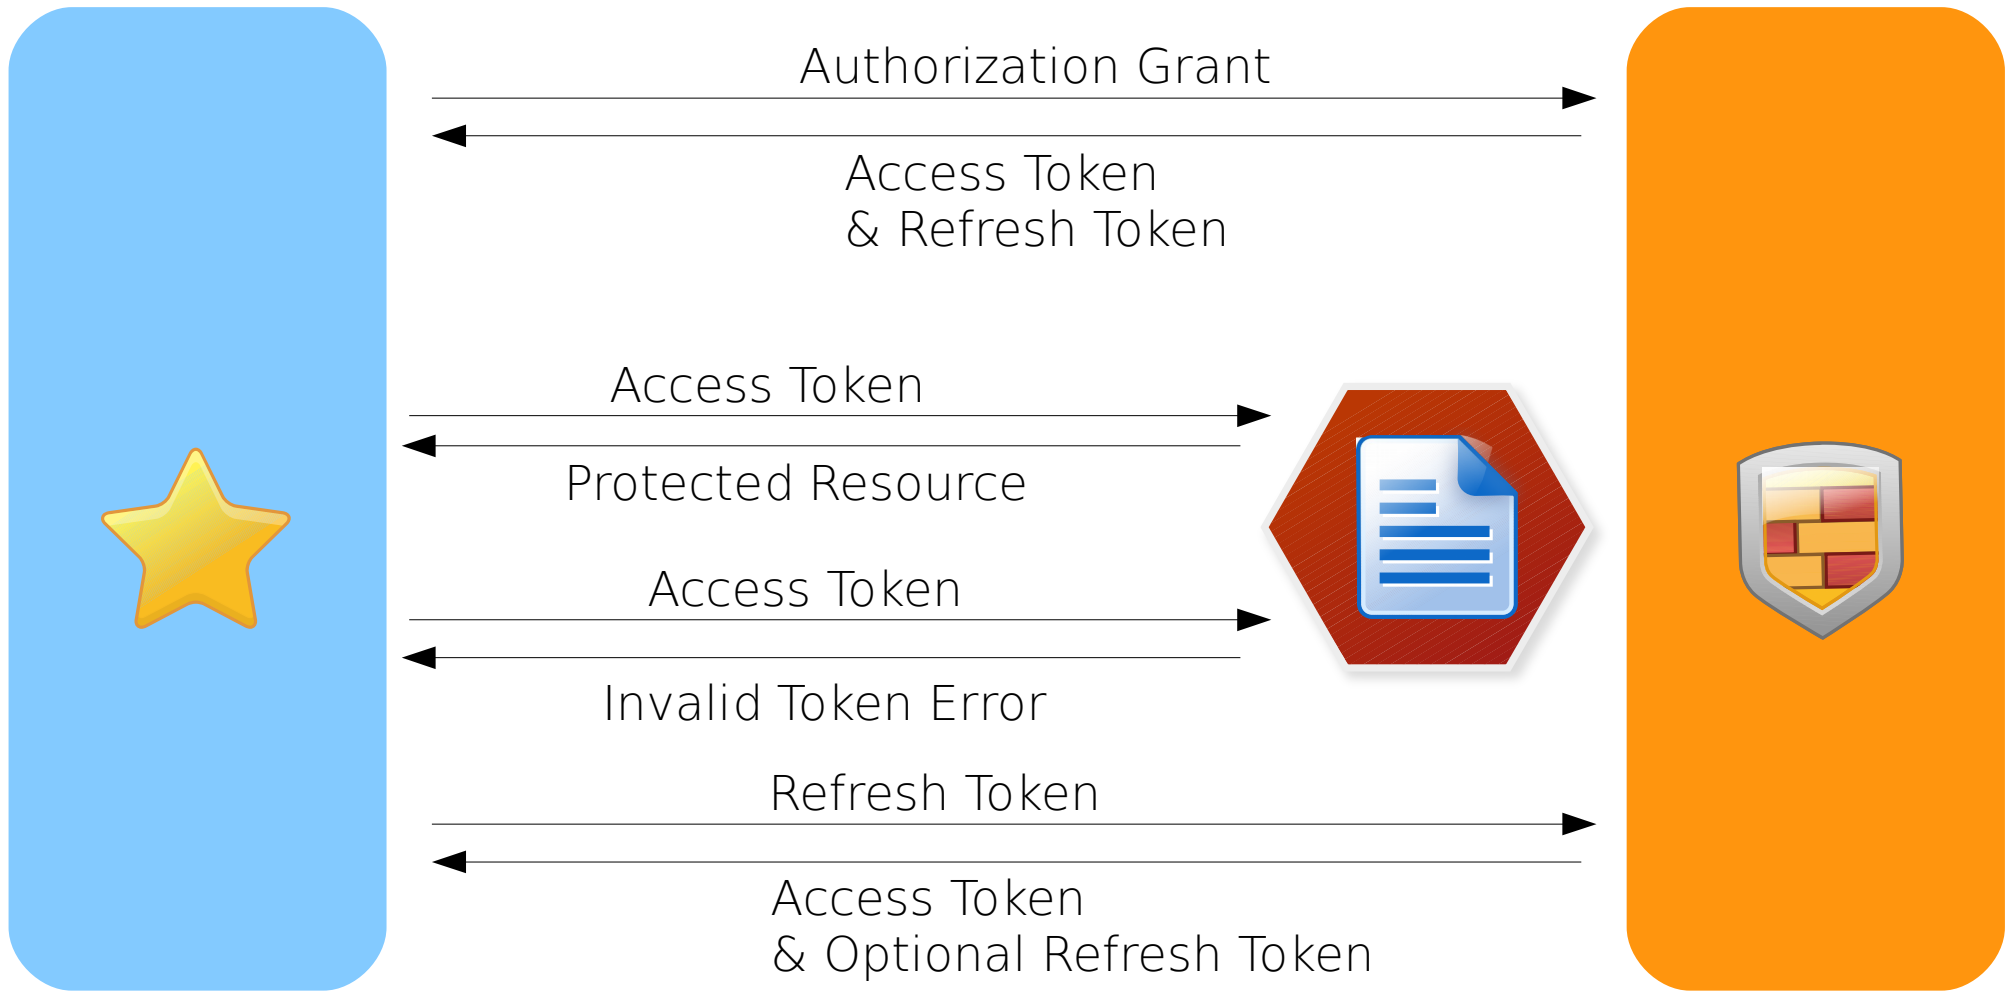 Authorization Grant
Access Token
& Refresh Token
Access Token
Protected Resource
Access Token
Invalid Token Error
Refresh Token
Access Token
& Optional Refresh Token